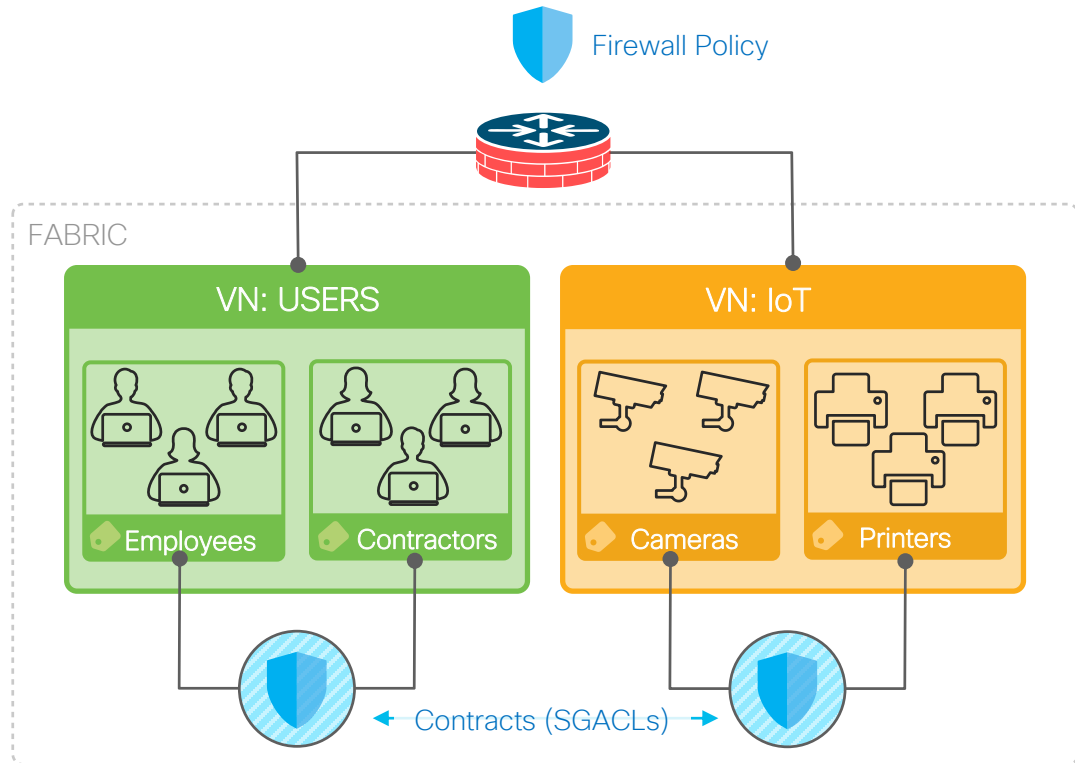 Firewall Policy
FABRIC
VN: USERS
VN: IoT
Employees
Contractors
Cameras
Printers
Contracts (SGACLs)